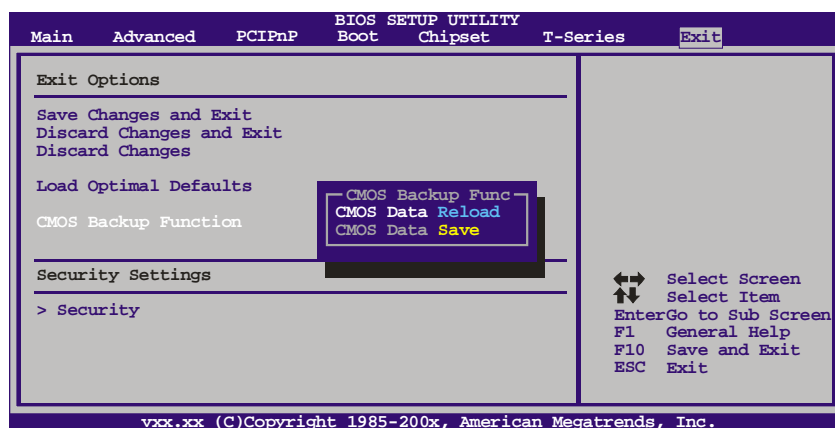 BIOS SETUP UTILITY
Main Advanced PCIPnP Boot Chipset T-Series Exit
Exit Options
Save Changes and Exit
Discard Changes and Exit
Discard Changes
Load Optimal Defaults
CMOS Backup Function
CMOS Backup Func
CMOS Data Reload
CMOS Data Save
Security Settings
> Security
Select Screen
Select Item
EnterGo to Sub Screen
F1 General Help
F10 Save and Exit
ESC Exit
vxx.xx (C)Copyright 1985-200x, American Megatrends, Inc.